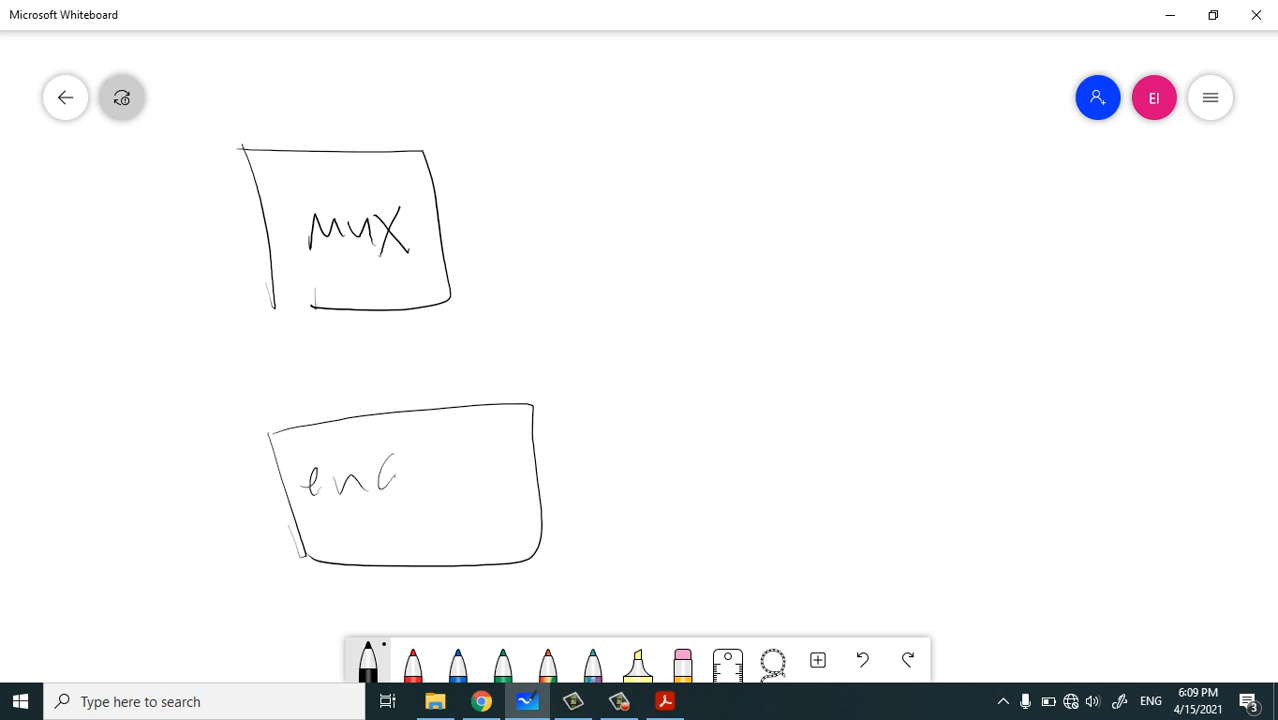 Microsoft Whiteboard
EI
MUX
enc
Type here to search
ENG
6:09 PM
4/15/2021
3